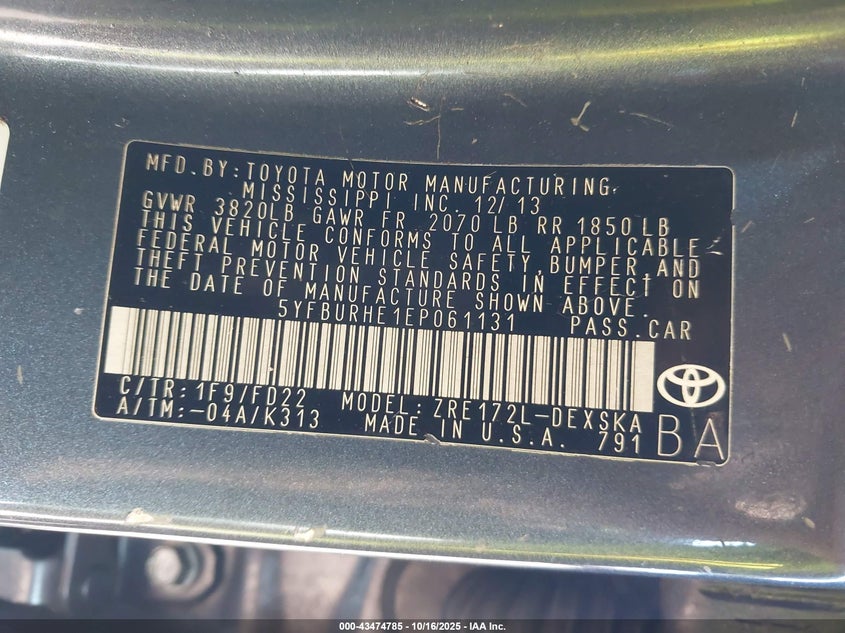 MFD. BY: TOYOTA MOTOR MANUFACTURING
MISSISSIPPI INC. 12/13
GVWR 3820LB GAWR FR 2070 LB RR 1850 LB
THIS VEHICLE CONFORMS TO ALL APPLICABLE
FEDERAL MOTOR VEHICLE SAFETY, BUMPER, AND
THEFT PREVENTION STANDARDS IN EFFECT ON
THE DATE OF MANUFACTURE SHOWN ABOVE.
5YFBURHE1EP061131 PASS. CAR
C/TR: 1F9/FD22 MODEL: ZRE172L-DEXSKA
A/TM: -04A/K313 MADE IN U.S.A. 791
BA
000-43474785 - 10/16/2025 - IAA Inc.